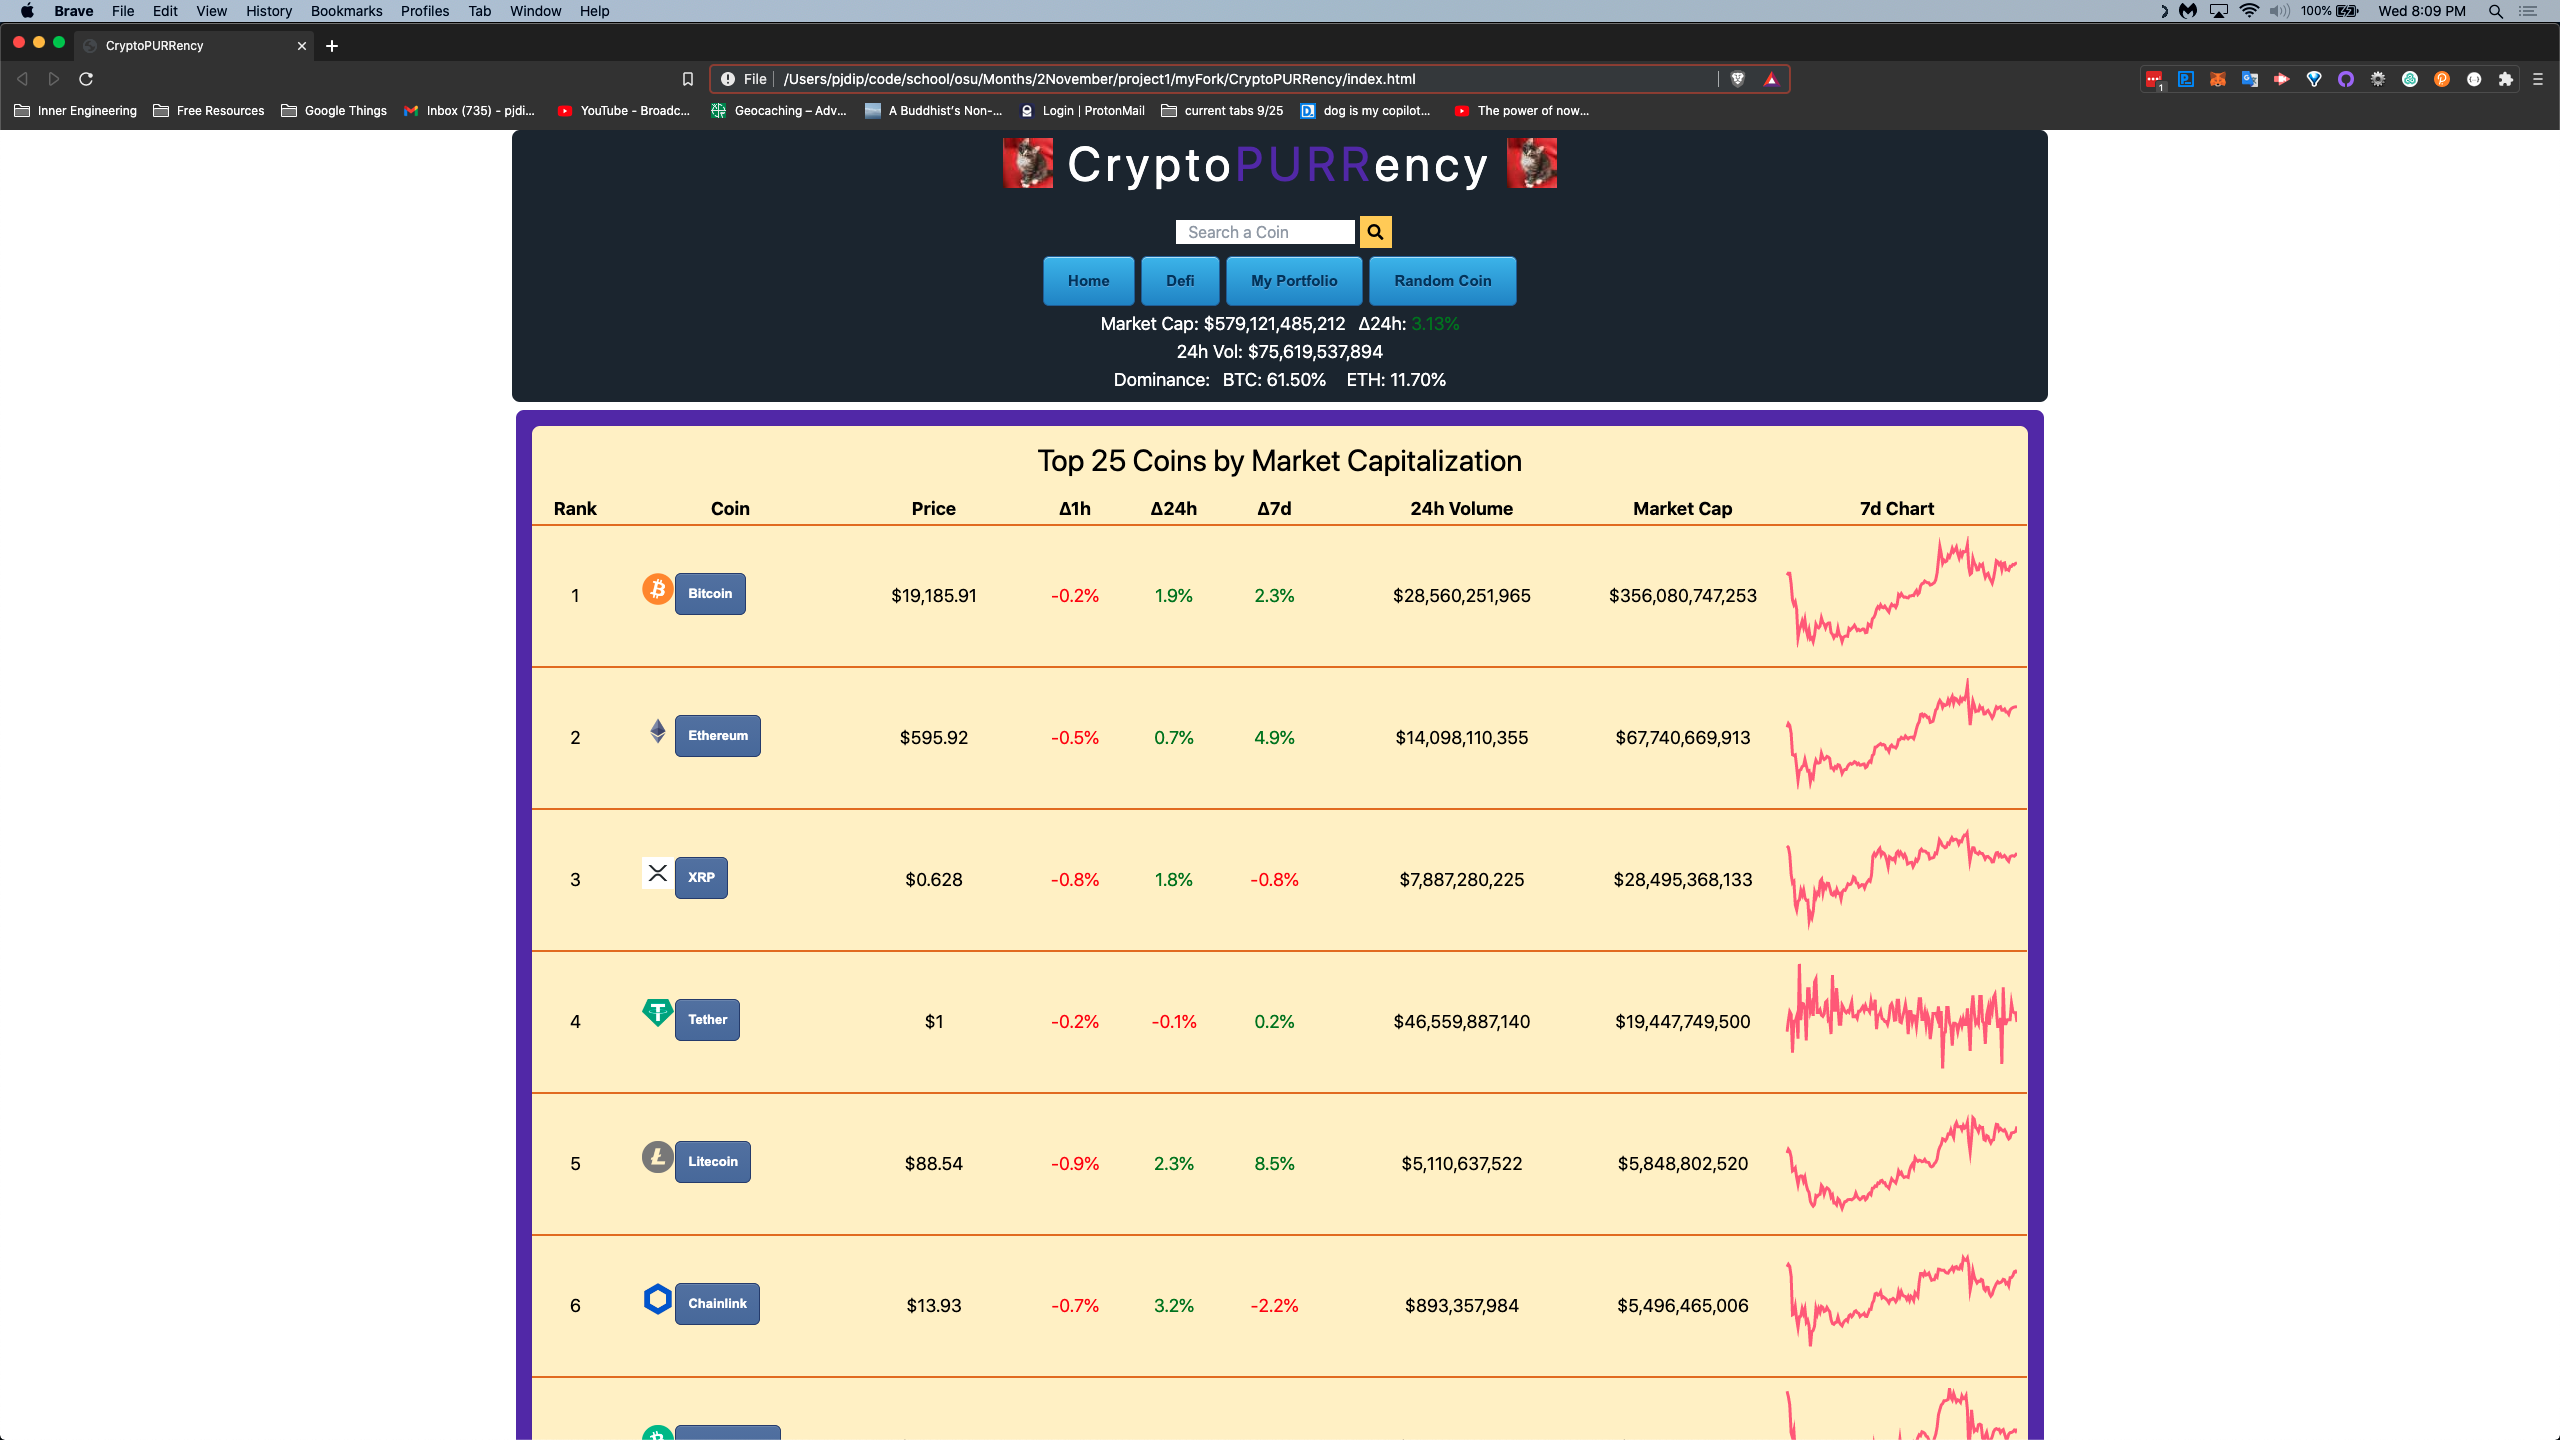 Brave File Edit View History Bookmarks Profiles Tab Window Help 100% Wed 8:09 PM
CryptoPURRency
File /Users/pjdip/code/school/osu/Months/2November/project1/myFork/CryptoPURRency/index.html 1
Inner Engineering Free Resources Google Things Inbox (735) - pjdi... YouTube - Broadc... Geocaching – Adv... A Buddhist's Non-... Login | ProtonMail current tabs 9/25 dog is my copilot... The power of now...
CryptoPURRency
Search a Coin
Home Defi My Portfolio Random Coin
Market Cap: $579,121,485,212 Δ24h: 3.13%
24h Vol: $75,619,537,894
Dominance: BTC: 61.50% ETH: 11.70%
Top 25 Coins by Market Capitalization
Rank Coin Price Δ1h Δ24h Δ7d 24h Volume Market Cap 7d Chart
1 Bitcoin $19,185.91 -0.2% 1.9% 2.3% $28,560,251,965 $356,080,747,253
2 Ethereum $595.92 -0.5% 0.7% 4.9% $14,098,110,355 $67,740,669,913
3 XRP $0.628 -0.8% 1.8% -0.8% $7,887,280,225 $28,495,368,133
4 Tether $1 -0.2% -0.1% 0.2% $46,559,887,140 $19,447,749,500
5 Litecoin $88.54 -0.9% 2.3% 8.5% $5,110,637,522 $5,848,802,520
6 Chainlink $13.93 -0.7% 3.2% -2.2% $893,357,984 $5,496,465,006